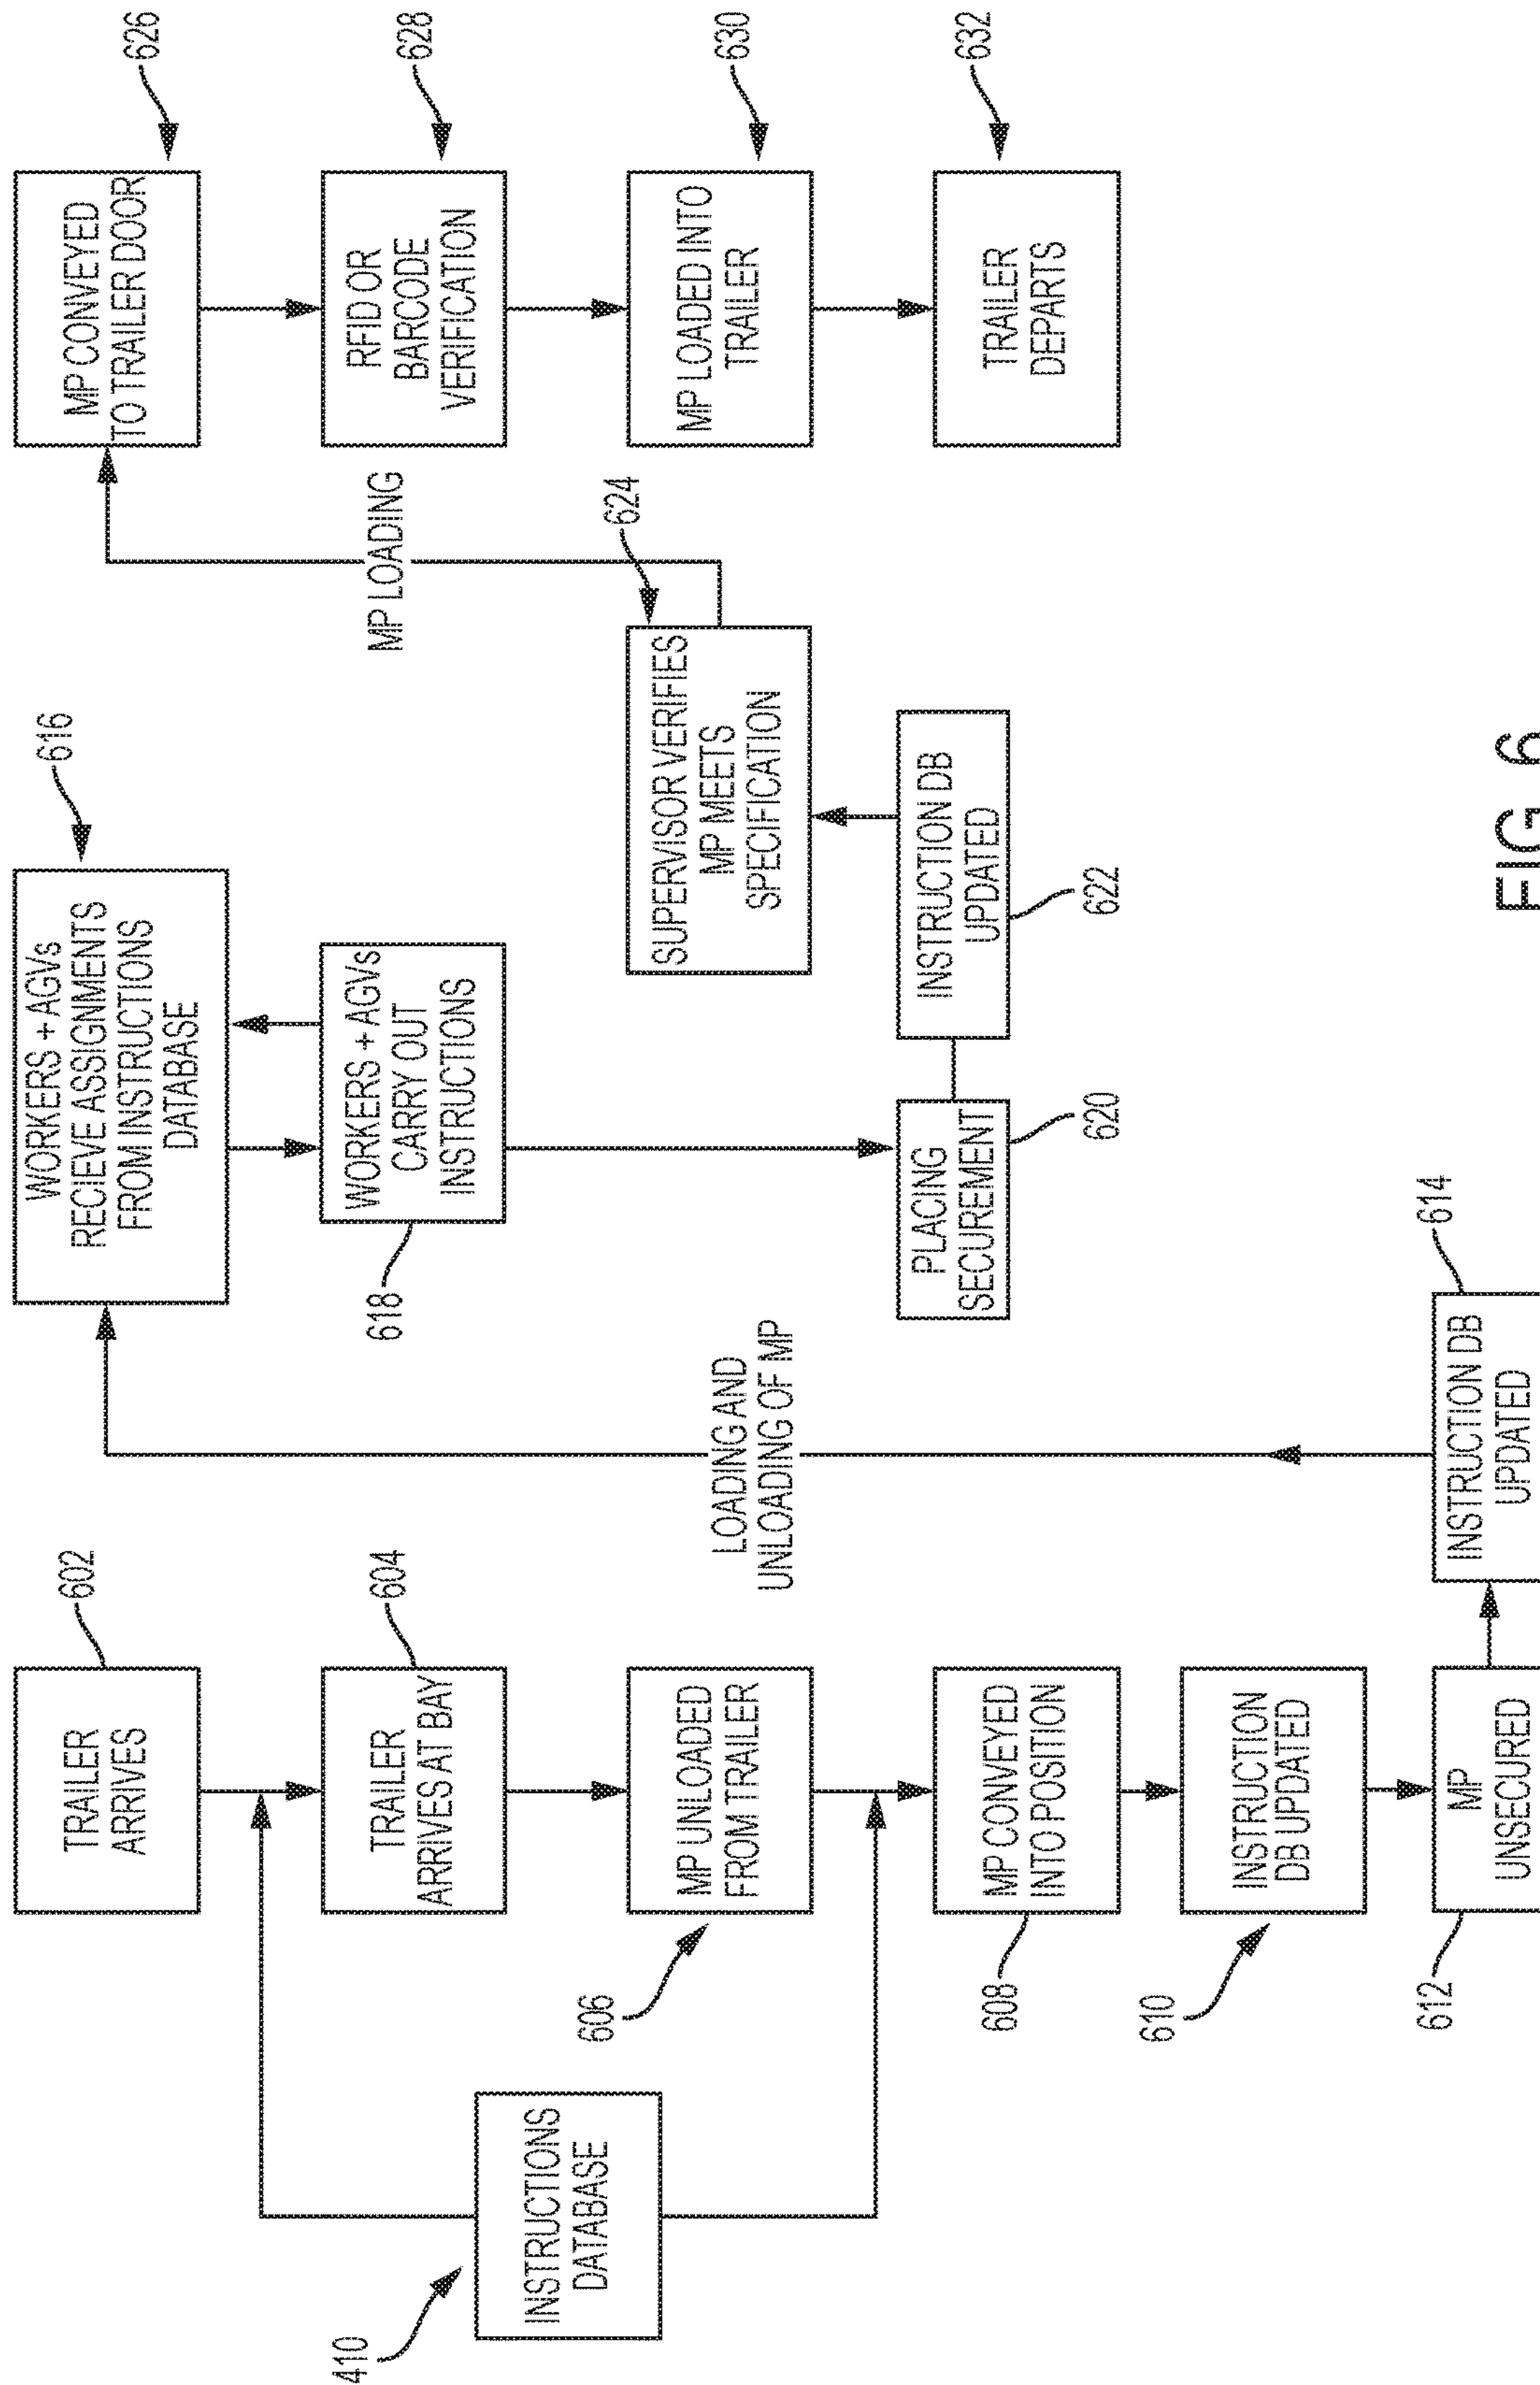 602
TRAILER
ARRIVES
604
TRAILER
ARRIVES AT BAY
606
MP UNLOADED
FROM TRAILER
410
INSTRUCTIONS
DATABASE
608
MP CONVEYED
INTO POSITION
610
INSTRUCTION
DB UPDATED
612
MP
UNSECURED
614
INSTRUCTION DB
UPDATED
LOADING AND
UNLOADING OF MP
616
WORKERS + AGVs
RECIEVE ASSIGNMENTS
FROM INSTRUCTIONS
DATABASE
618
WORKERS + AGVs
CARRY OUT
INSTRUCTIONS
620
PLACING
SECUREMENT
622
INSTRUCTION DB
UPDATED
624
SUPERVISOR VERIFIES
MP MEETS
SPECIFICATION
MP LOADING
626
MP CONVEYED
TO TRAILER DOOR
628
RFID OR
BARCODE
VERIFICATION
630
MP LOADED INTO
TRAILER
632
TRAILER
DEPARTS
FIG. 6